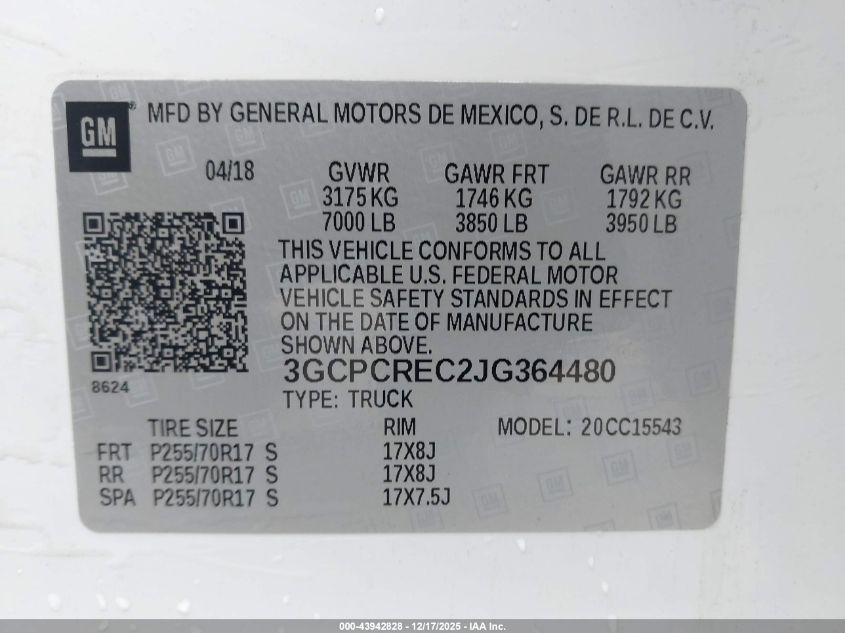 GM
MFD BY GENERAL MOTORS DE MEXICO, S. DE R.L. DE C.V.
04/18 GVWR GAWR FRT GAWR RR
3175 KG 1746 KG 1792 KG
7000 LB 3850 LB 3950 LB
THIS VEHICLE CONFORMS TO ALL
APPLICABLE U.S. FEDERAL MOTOR
VEHICLE SAFETY STANDARDS IN EFFECT
ON THE DATE OF MANUFACTURE
SHOWN ABOVE.
8624
3GCPCREC2JG364480
TYPE: TRUCK
TIRE SIZE RIM MODEL: 20CC15543
FRT P255/70R17 S 17X8J
RR P255/70R17 S 17X8J
SPA P255/70R17 S 17X7.5J
000-43942828 | 12/17/2025 - IAA Inc.